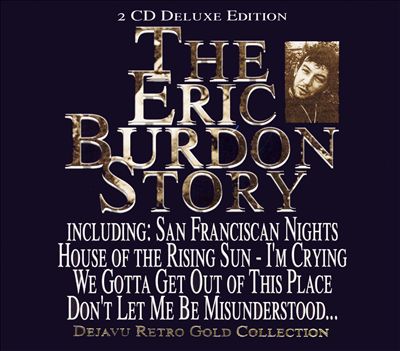 2 CD DELUXE EDITION
THE
ERIC
BURDON
STORY
INCLUDING: SAN FRANCISCAN NIGHTS
HOUSE OF THE RISING SUN - I'M CRYING
WE GOTTA GET OUT OF THIS PLACE
DON'T LET ME BE MISUNDERSTOOD...
DEJAVU RETRO GOLD COLLECTION